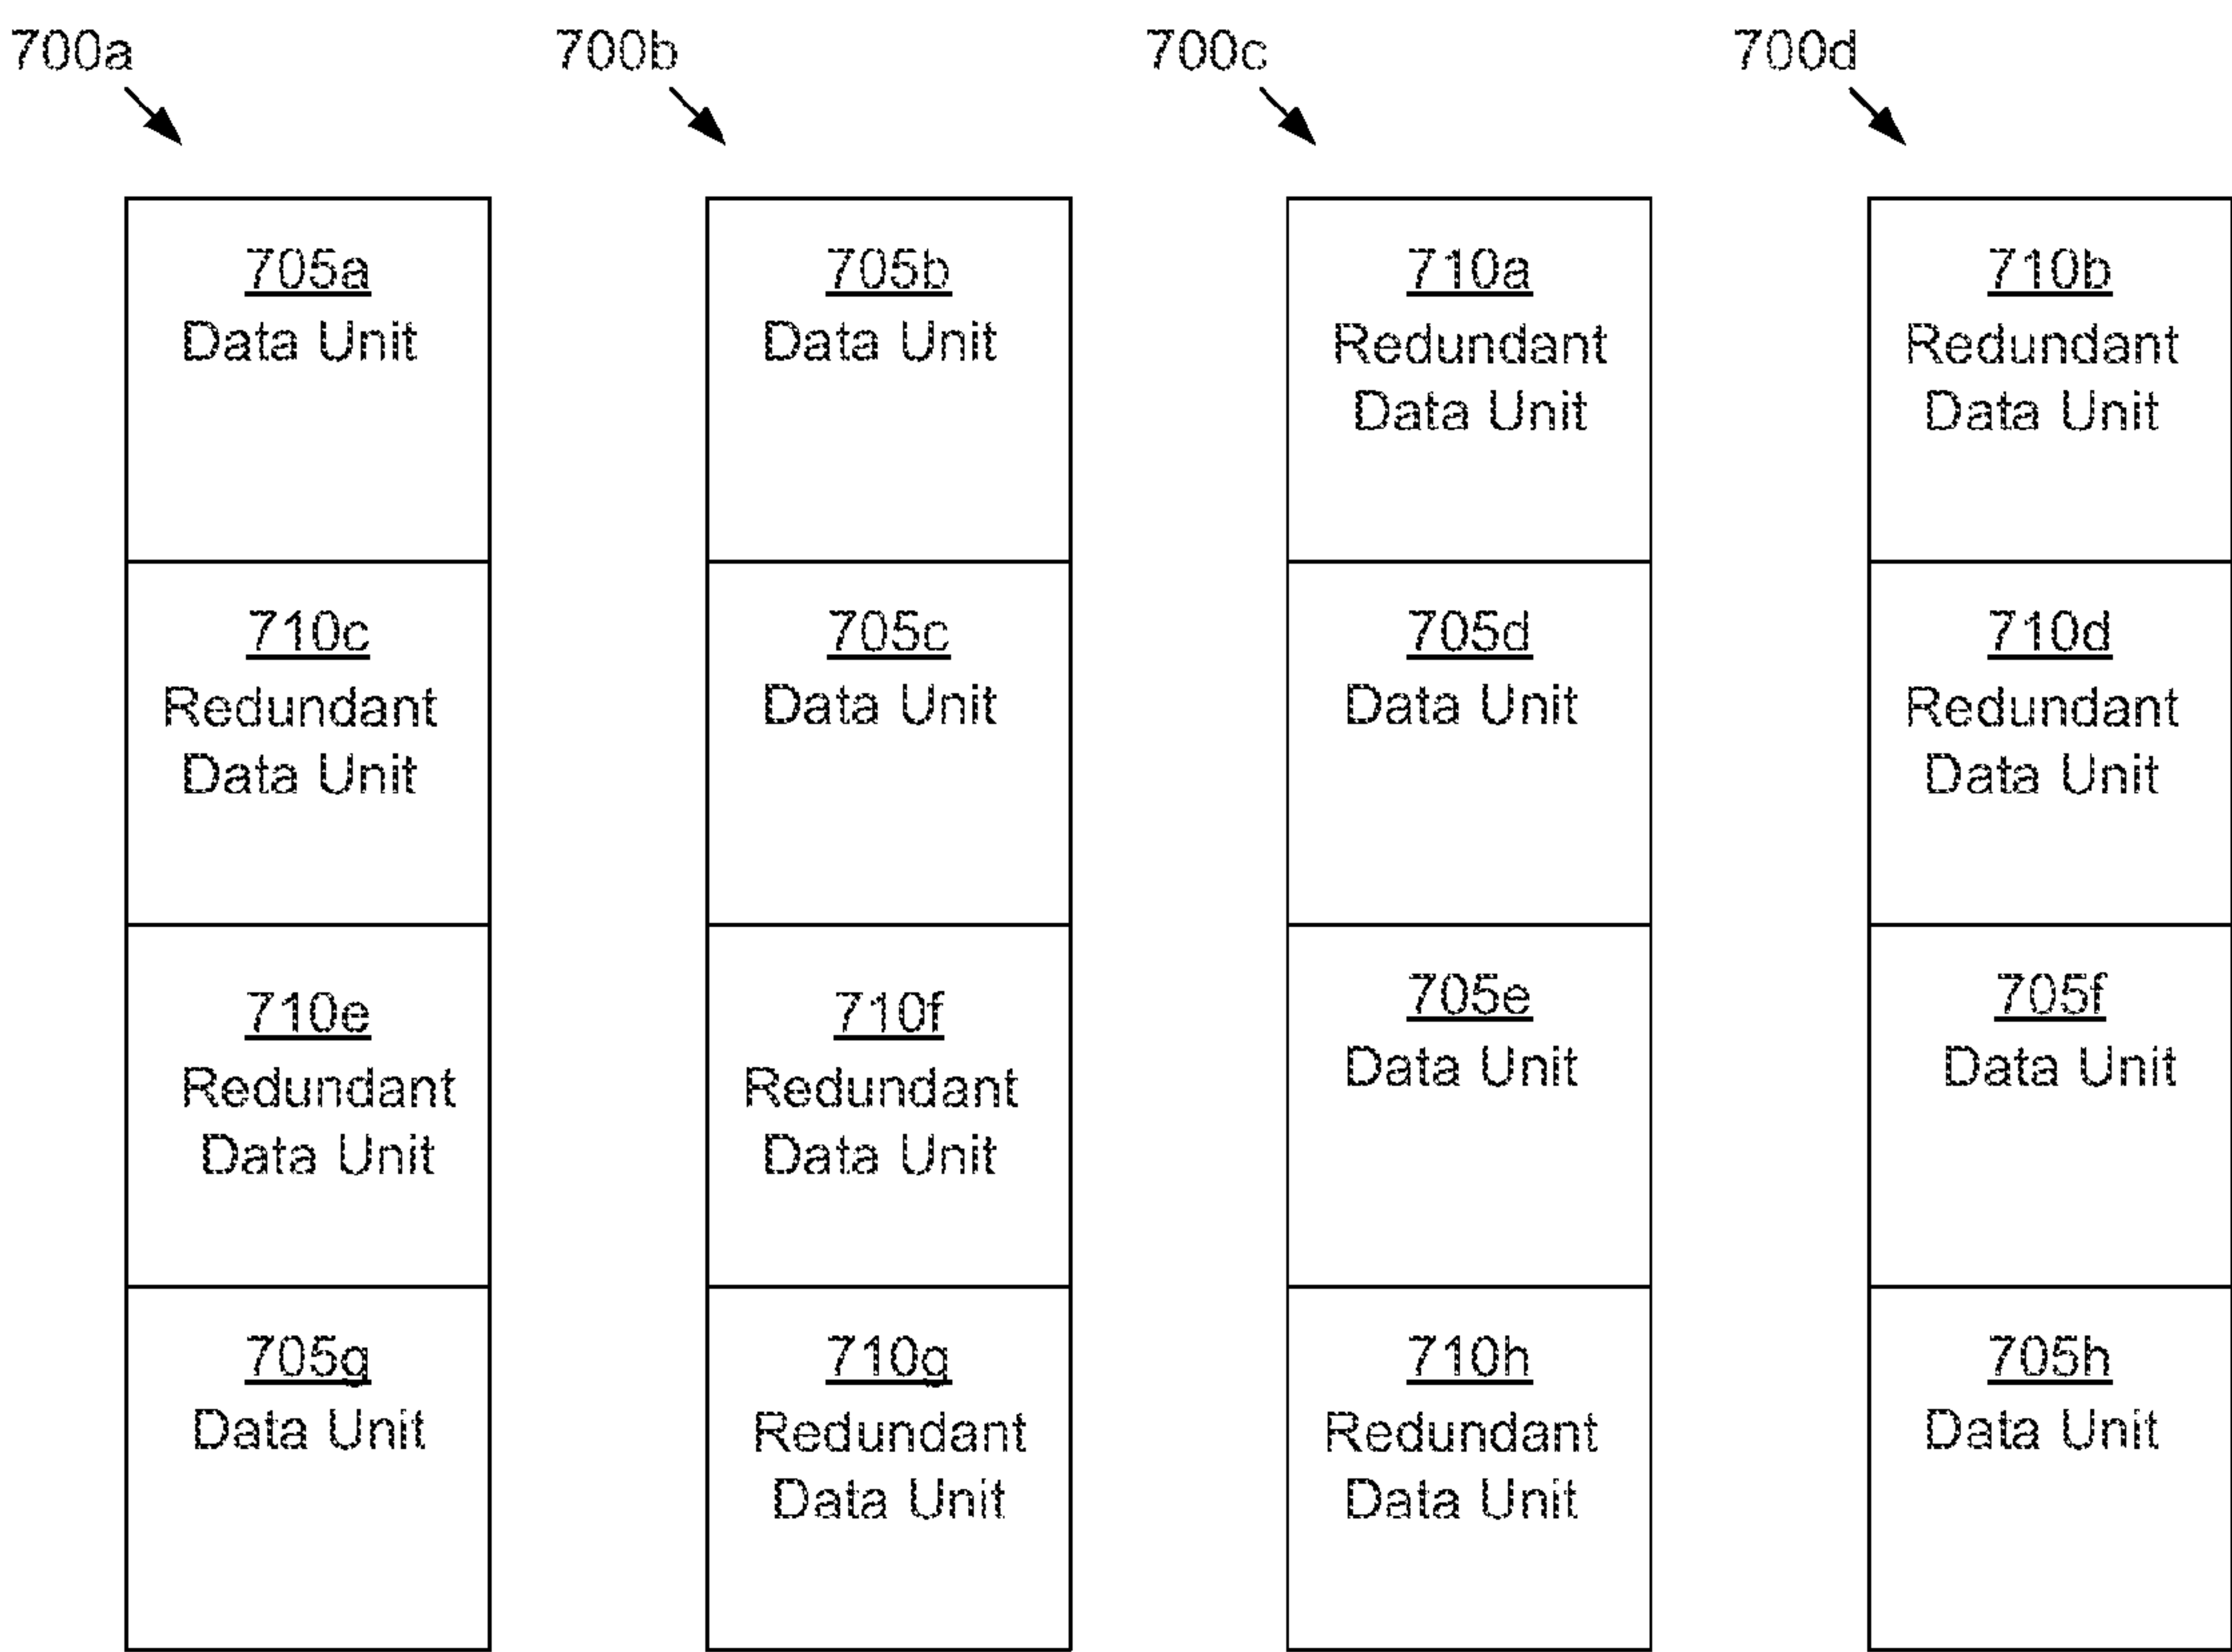 700a
700b
700c
700d
705a
Data Unit
705b
Data Unit
710a
Redundant
Data Unit
710b
Redundant
Data Unit
710c
Redundant
Data Unit
705c
Data Unit
705d
Data Unit
710d
Redundant
Data Unit
710e
Redundant
Data Unit
710f
Redundant
Data Unit
705e
Data Unit
705f
Data Unit
705g
Data Unit
710g
Redundant
Data Unit
710h
Redundant
Data Unit
705h
Data Unit